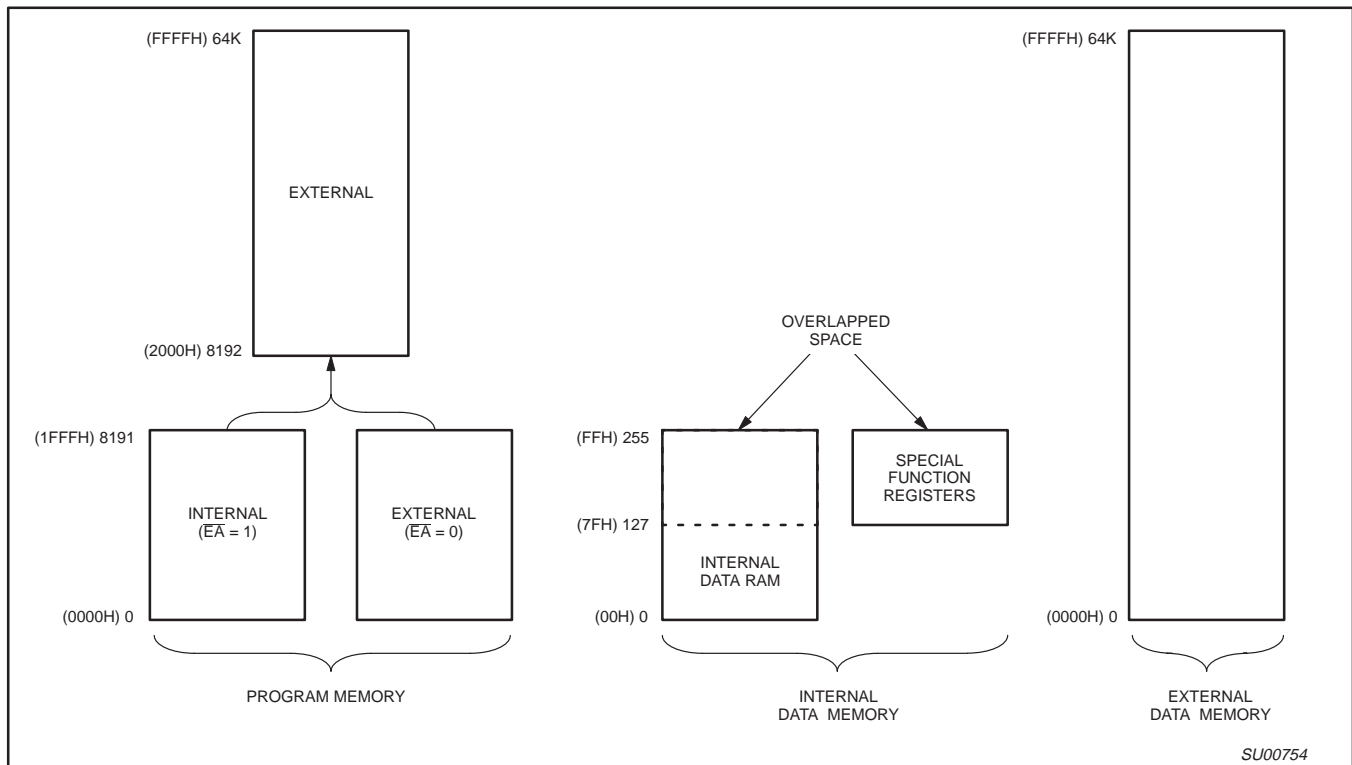 (FFFFH) 64K
EXTERNAL
(2000H) 8192
(1FFFH) 8191
INTERNAL
(E̅A̅ = 1)
EXTERNAL
(E̅A̅ = 0)
(0000H) 0
PROGRAM MEMORY
OVERLAPPED
SPACE
(FFH) 255
SPECIAL
FUNCTION
REGISTERS
(7FH) 127
INTERNAL
DATA RAM
(00H) 0
INTERNAL
DATA MEMORY
(FFFFH) 64K
(0000H) 0
EXTERNAL
DATA MEMORY
SU00754